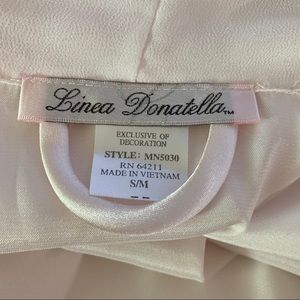 Linea Donatella™
EXCLUSIVE OF
DECORATION
STYLE: MN5030
RN 64211
MADE IN VIETNAM
S/M